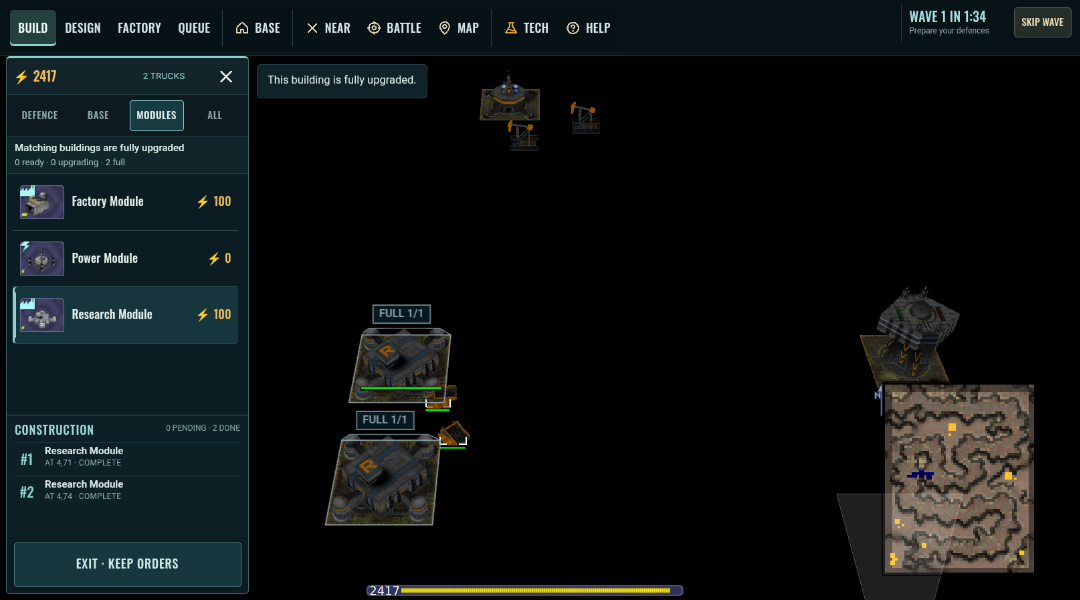 BUILD DESIGN FACTORY QUEUE BASE NEAR BATTLE MAP TECH HELP
WAVE 1 IN 1:34
Prepare your defences
SKIP WAVE
2417
2 TRUCKS
This building is fully upgraded.
DEFENCE BASE MODULES ALL
Matching buildings are fully upgraded
0 ready · 0 upgrading · 2 full
Factory Module 100
Power Module 0
Research Module 100
FULL 1/1
R
FULL 1/1
R
N
CONSTRUCTION
0 PENDING · 2 DONE
#1 Research Module
AT 4,71 · COMPLETE
#2 Research Module
AT 4,74 · COMPLETE
EXIT · KEEP ORDERS
2417